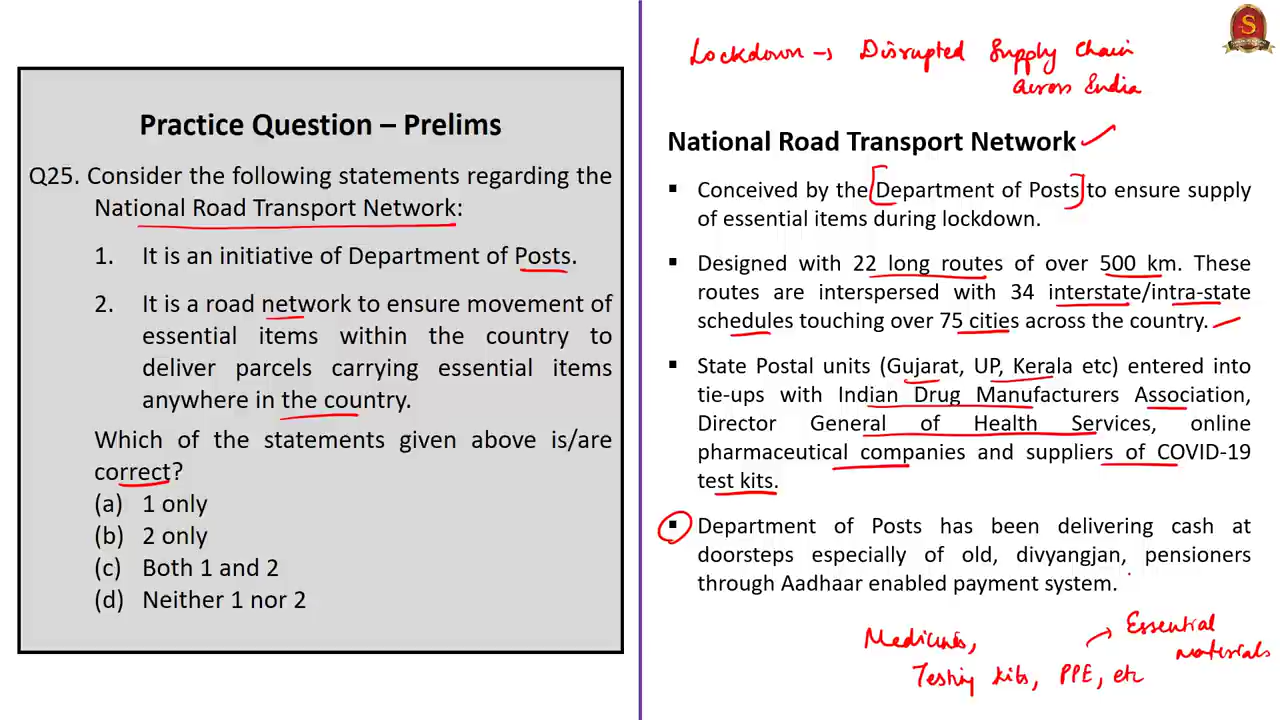 Practice Question – Prelims
Q25. Consider the following statements regarding the
National Road Transport Network:
1. It is an initiative of Department of Posts.
2. It is a road network to ensure movement of
essential items within the country to
deliver parcels carrying essential items
anywhere in the country.
Which of the statements given above is/are
correct?
(a) 1 only
(b) 2 only
(c) Both 1 and 2
(d) Neither 1 nor 2
Lockdown → Disrupted Supply Chain
across India
National Road Transport Network
▪ Conceived by the Department of Posts to ensure supply
of essential items during lockdown.
▪ Designed with 22 long routes of over 500 km. These
routes are interspersed with 34 interstate/intra-state
schedules touching over 75 cities across the country.
▪ State Postal units (Gujarat, UP, Kerala etc) entered into
tie-ups with Indian Drug Manufacturers Association,
Director General of Health Services, online
pharmaceutical companies and suppliers of COVID-19
test kits.
▪ Department of Posts has been delivering cash at
doorsteps especially of old, divyangjan, pensioners
through Aadhaar enabled payment system.
Medicines,
Testing kits, PPE, etc
→ Essential
materials
S